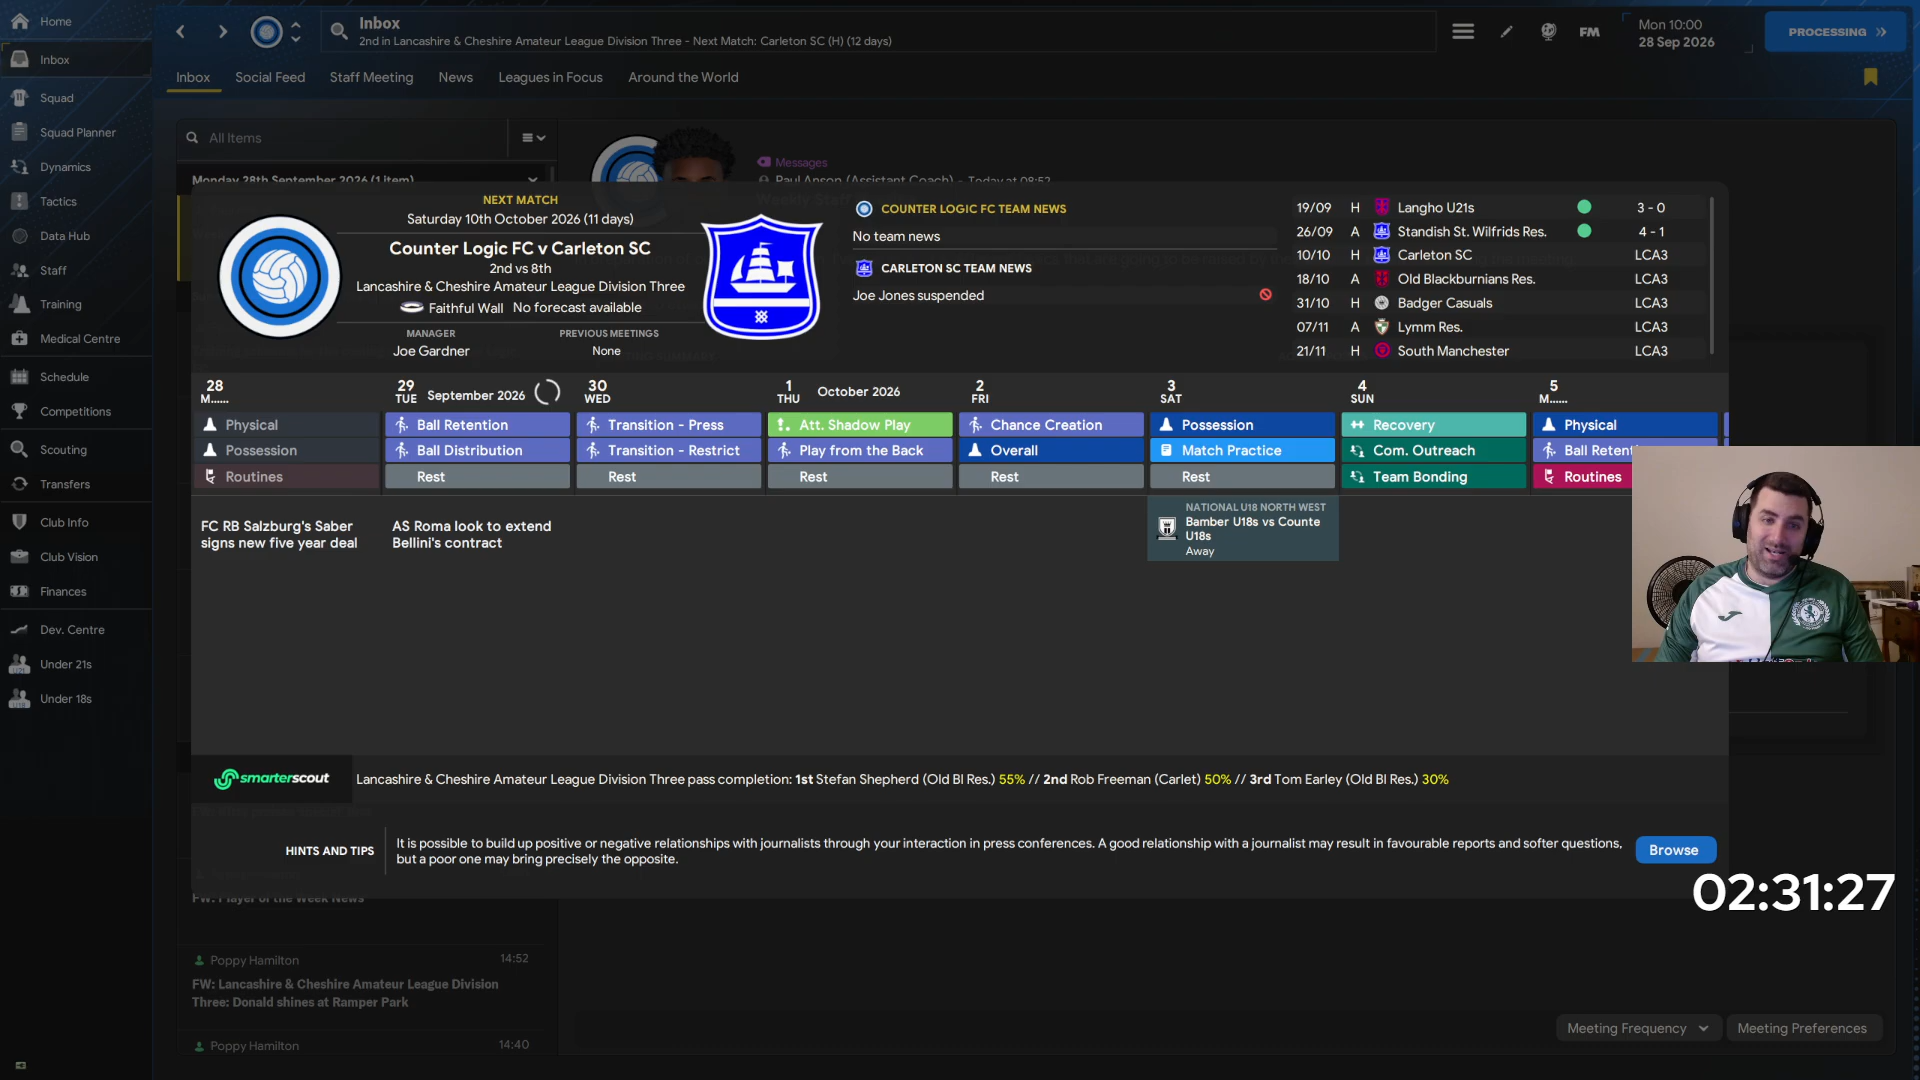 Home
Inbox
2nd in Lancashire & Cheshire Amateur League Division Three - Next Match: Carleton SC (H) (12 days)
FM
Mon 10:00
28 Sep 2026
PROCESSING
Inbox
Inbox
Social Feed
Staff Meeting
News
Leagues in Focus
Around the World
Squad
Squad Planner
Dynamics
Tactics
Data Hub
Staff
Training
Medical Centre
Schedule
Competitions
Scouting
Transfers
Club Info
Club Vision
Finances
Dev. Centre
Under 21s
Under 18s
All Items
Monday 28th September 2026 (1 item)
Messages
Paul Anson (Assistant Coach) - Today at 08:52
NEXT MATCH
Saturday 10th October 2026 (11 days)
Counter Logic FC v Carleton SC
2nd vs 8th
Lancashire & Cheshire Amateur League Division Three
Faithful Wall No forecast available
MANAGER
Joe Gardner
PREVIOUS MEETINGS
None
COUNTER LOGIC FC TEAM NEWS
No team news
CARLETON SC TEAM NEWS
Joe Jones suspended
19/09 H Langho U21s 3 - 0
26/09 A Standish St. Wilfrids Res. 4 - 1
10/10 H Carleton SC LCA3
18/10 A Old Blackburnians Res. LCA3
31/10 H Badger Casuals LCA3
07/11 A Lymm Res. LCA3
21/11 H South Manchester LCA3
28
M......
29
TUE
September 2026
30
WED
1
THU
October 2026
2
FRI
3
SAT
4
SUN
5
M......
Physical
Ball Retention
Transition - Press
Att. Shadow Play
Chance Creation
Possession
Recovery
Physical
Possession
Ball Distribution
Transition - Restrict
Play from the Back
Overall
Match Practice
Com. Outreach
Ball Retent
Routines
Rest
Rest
Rest
Rest
Rest
Team Bonding
Routines
FC RB Salzburg's Saber
signs new five year deal
AS Roma look to extend
Bellini's contract
NATIONAL U18 NORTH WEST
Bamber U18s vs Counte
U18s
Away
smarterscout
Lancashire & Cheshire Amateur League Division Three pass completion: 1st Stefan Shepherd (Old Bl Res.) 55% // 2nd Rob Freeman (Carlet) 50% // 3rd Tom Earley (Old Bl Res.) 30%
HINTS AND TIPS
It is possible to build up positive or negative relationships with journalists through your interaction in press conferences. A good relationship with a journalist may result in favourable reports and softer questions,
but a poor one may bring precisely the opposite.
Browse
02:31:27
FW: Player of the Week News
Poppy Hamilton
14:52
FW: Lancashire & Cheshire Amateur League Division
Three: Donald shines at Ramper Park
Poppy Hamilton
14:40
Meeting Frequency
Meeting Preferences